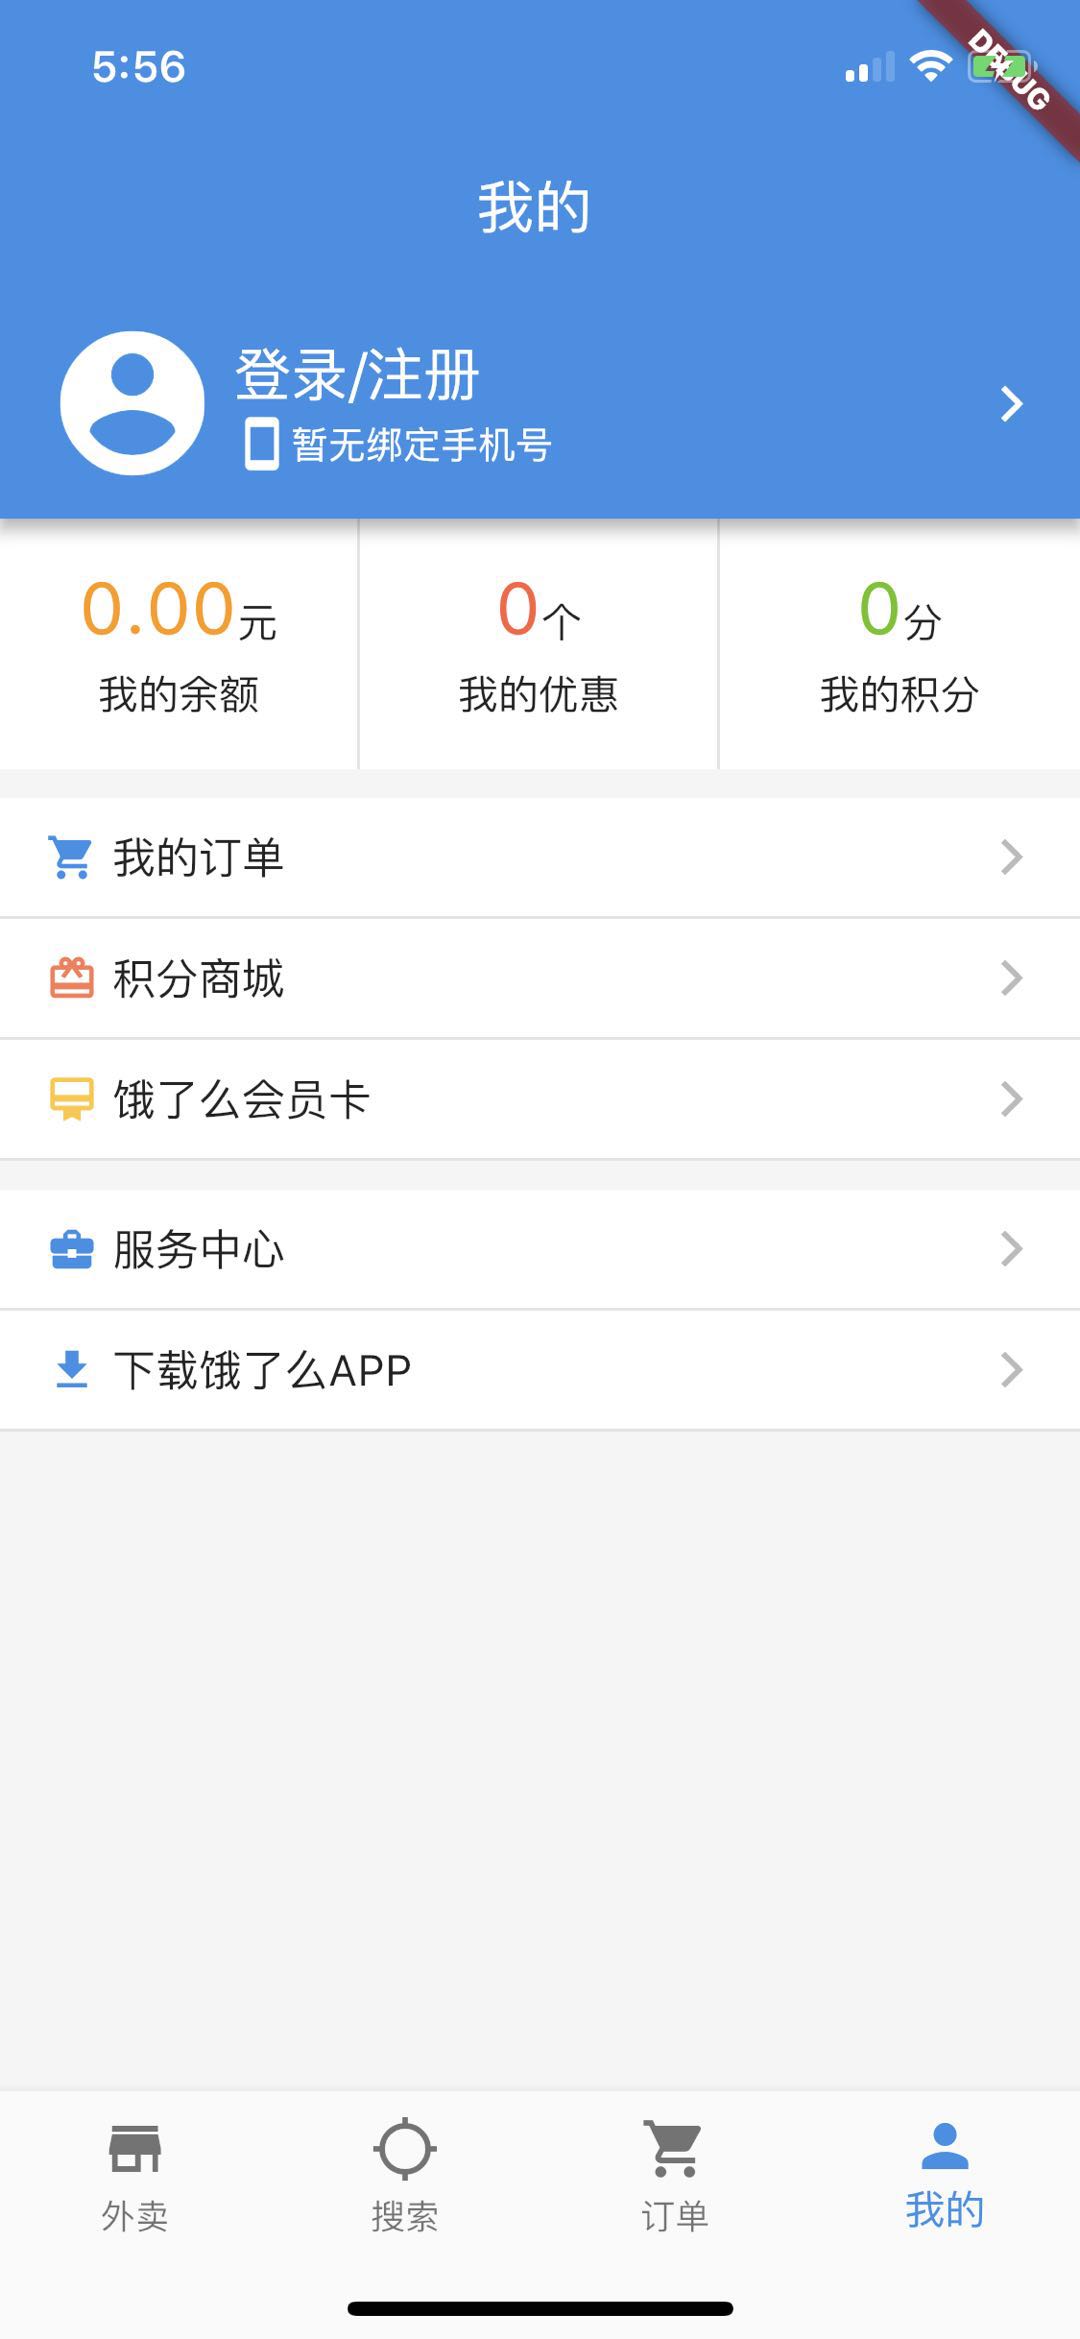 5:56
DEBUG
我的
登录/注册
暂无绑定手机号
0.00元
我的余额
0个
我的优惠
0分
我的积分
我的订单
积分商城
饿了么会员卡
服务中心
下载饿了么APP
外卖
搜索
订单
我的